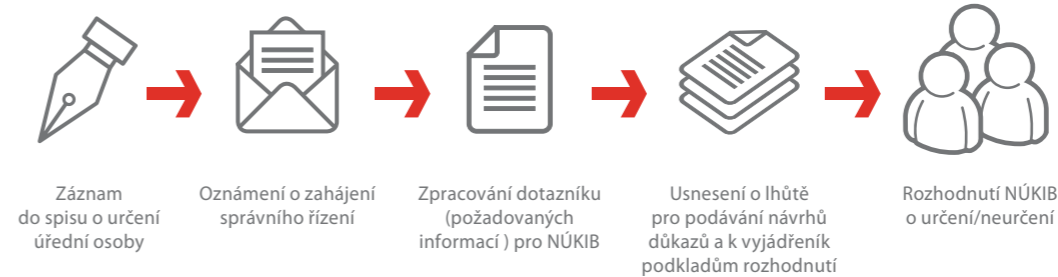 Záznam
do spisu o určení
úřední osoby
Oznámení o zahájení
správního řízení
Zpracování dotazníku
(požadovaných
informací ) pro NÚKIB
Usnesení o lhůtě
pro podávání návrhů
důkazů a k vyjádřeník
podkladům rozhodnutí
Rozhodnutí NÚKIB
o určení/neurčení